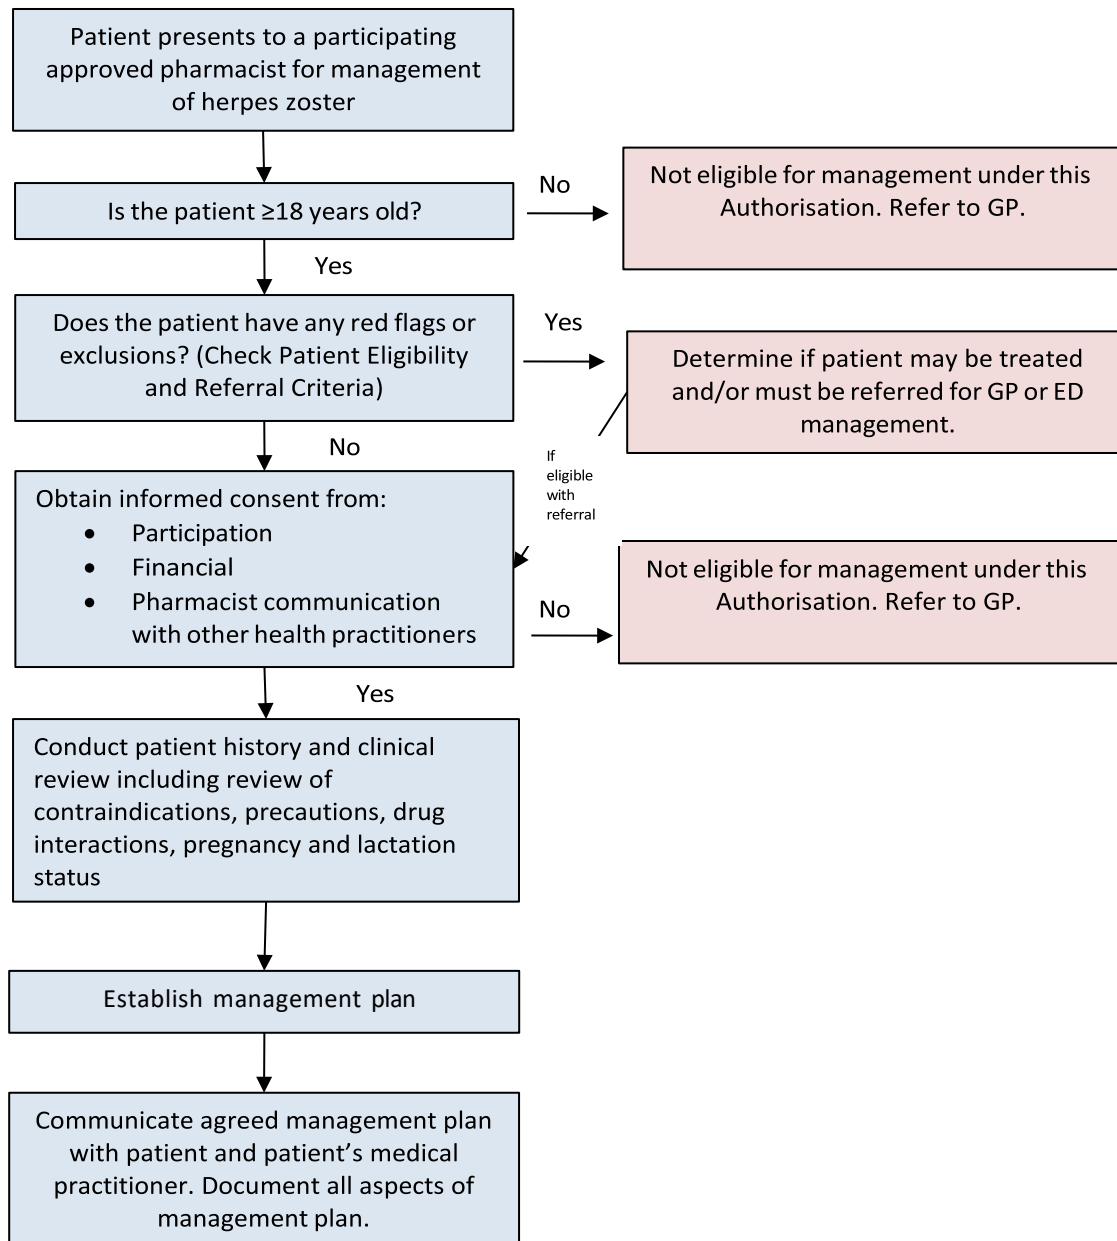 Patient presents to a participating
approved pharmacist for management
of herpes zoster
Is the patient ≥18 years old?
No
Not eligible for management under this
Authorisation. Refer to GP.
Yes
Does the patient have any red flags or
exclusions? (Check Patient Eligibility
and Referral Criteria)
Yes
Determine if patient may be treated
and/or must be referred for GP or ED
management.
No
If
eligible
with
referral
Obtain informed consent from:
• Participation
• Financial
• Pharmacist communication
with other health practitioners
No
Not eligible for management under this
Authorisation. Refer to GP.
Yes
Conduct patient history and clinical
review including review of
contraindications, precautions, drug
interactions, pregnancy and lactation
status
Establish management plan
Communicate agreed management plan
with patient and patient’s medical
practitioner. Document all aspects of
management plan.